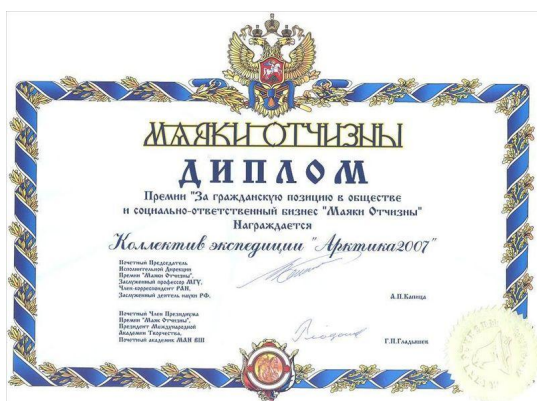 МАЯКИ ОТЧИЗНЫ
ДИПЛОМ
Премии "За гражданскую позицию в обществе
и социально-ответственный бизнес "Маяки Отчизны"
Награждается
Коллектив экспедиции "Арктика2007"
Почетный Председатель
Исполнительной Дирекции
Премии "Маяки Отчизны",
Заслуженный профессор МГУ,
Член-корреспондент РАН,
Заслуженный деятель науки РФ.
А.П.Капица
Почетный Член Президиума
Премии "Маяк Отчизны",
Президент Международной
Академии Творчества,
Почетный академик МАН ВШ
Г.П.Гладышев